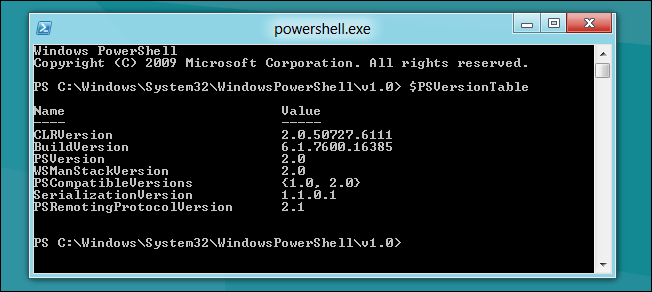 powershell.exe
Windows PowerShell
Copyright (C) 2009 Microsoft Corporation. All rights reserved.
PS C:\Windows\System32\WindowsPowerShell\v1.0> $PSVersionTable
Name Value
---- -----
CLRVersion 2.0.50727.6111
BuildVersion 6.1.7600.16385
PSVersion 2.0
WSManStackVersion 2.0
PSCompatibleVersions {1.0, 2.0}
SerializationVersion 1.1.0.1
PSRemotingProtocolVersion 2.1
PS C:\Windows\System32\WindowsPowerShell\v1.0>